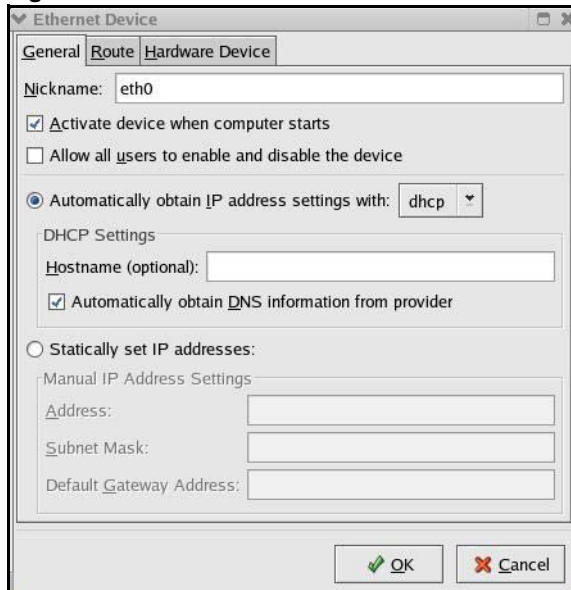 Ethernet Device
General Route Hardware Device
Nickname: eth0
Activate device when computer starts
Allow all users to enable and disable the device
Automatically obtain IP address settings with: dhcp
DHCP Settings
Hostname (optional):
Automatically obtain DNS information from provider
Statically set IP addresses:
Manual IP Address Settings
Address:
Subnet Mask:
Default Gateway Address:
OK Cancel